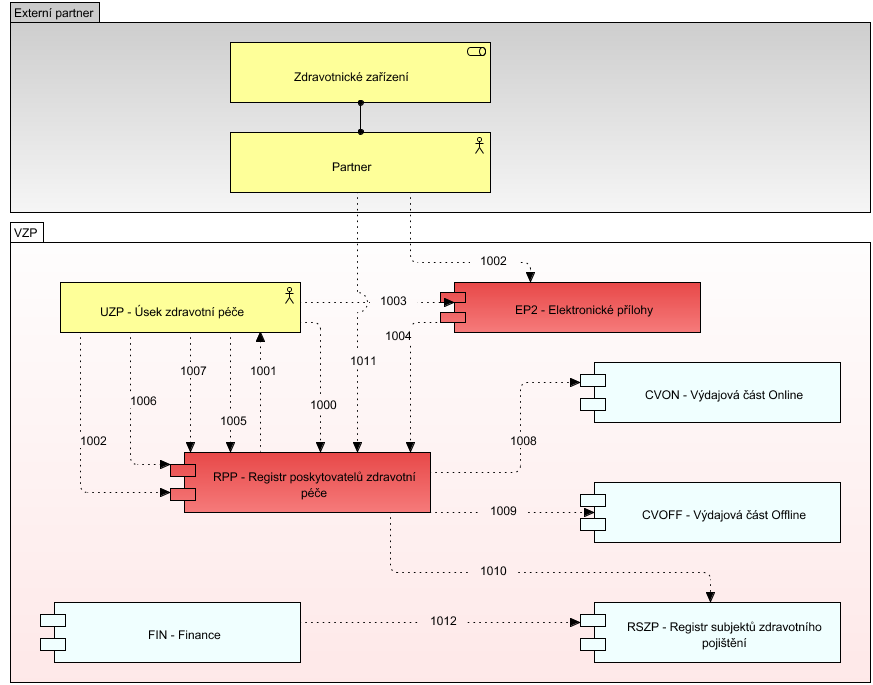 Externí partner
Zdravotnické zařízení
Partner
VZP
1002
UZP - Úsek zdravotní péče
1003
EP2 - Elektronické přílohy
1004
1011
1007
1001
1006
1000
1005
1002
CVON - Výdajová část Online
1008
RPP - Registr poskytovatelů zdravotní
péče
1009
CVOFF - Výdajová část Offline
1010
FIN - Finance
1012
RSZP - Registr subjektů zdravotního
pojištění